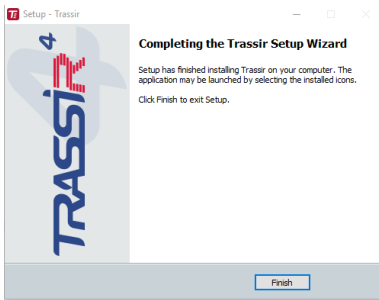 Setup - Trassir
TRASSIR 4
Completing the Trassir Setup Wizard
Setup has finished installing Trassir on your computer. The
application may be launched by selecting the installed icons.
Click Finish to exit Setup.
Finish